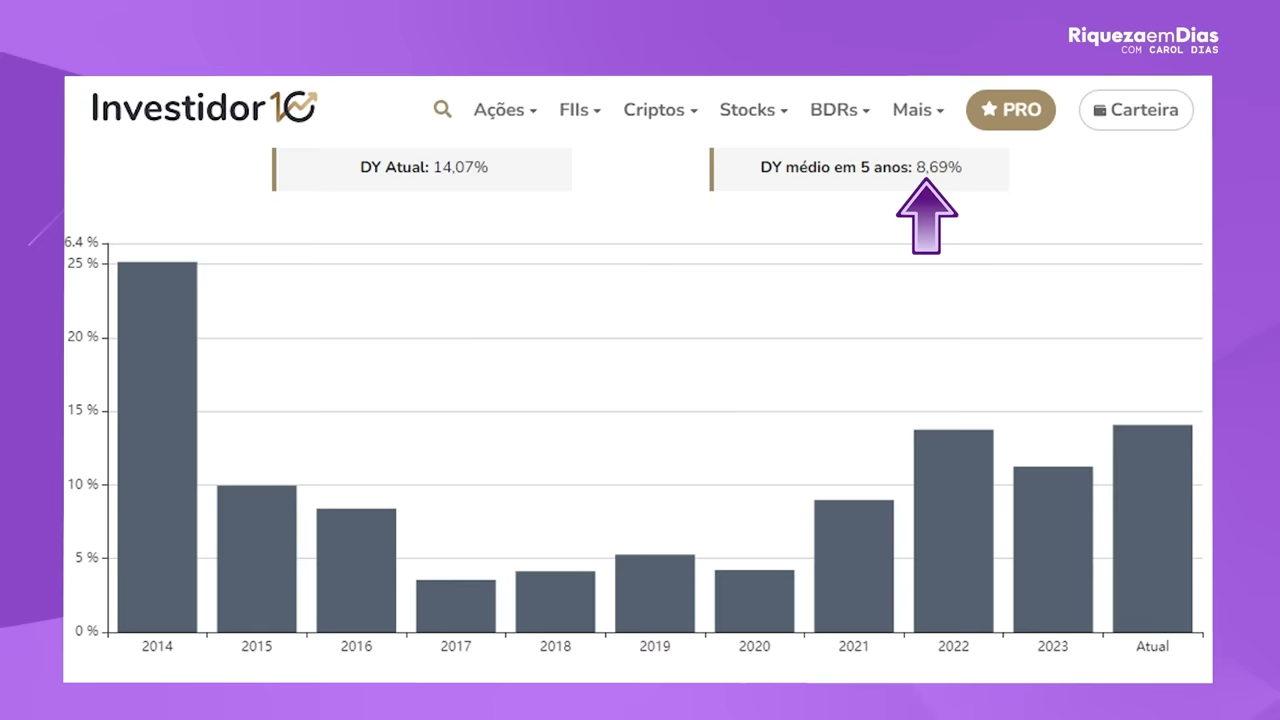 RiquezaemDias
COM CAROL DIAS
Investidor10
Ações
FIIs
Criptos
Stocks
BDRs
Mais
PRO
Carteira
DY Atual: 14,07%
DY médio em 5 anos: 8,69%
6.4 %
25 %
20 %
15 %
10 %
5 %
0 %
2014 2015 2016 2017 2018 2019 2020 2021 2022 2023 Atual